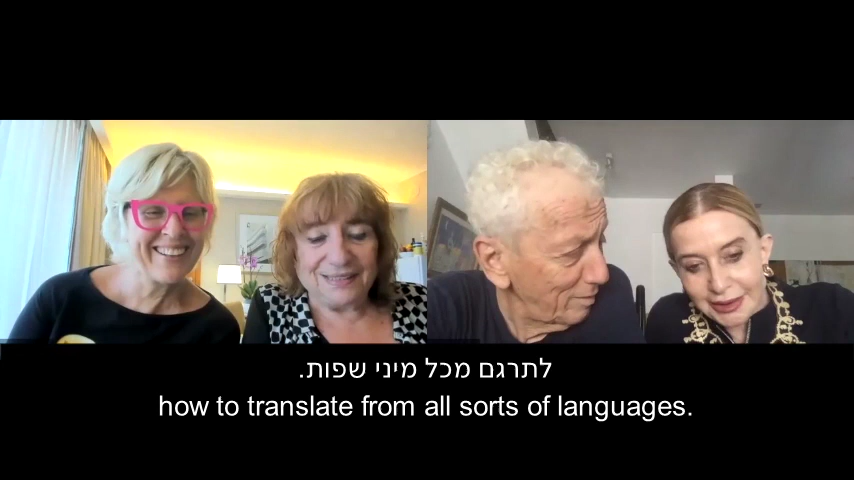 לתרגם מכל מיני שפות.
how to translate from all sorts of languages.